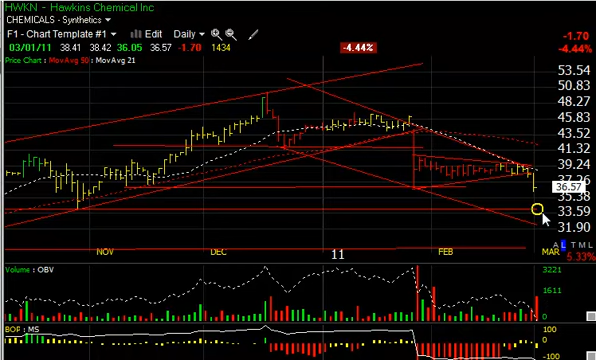 HWKN - Hawkins Chemical Inc
CHEMICALS - Synthetics
F1 - Chart Template #1 Edit Daily
03/01/11 38.41 38.42 36.05 36.57 -1.70 1434 -4.44% -1.70
-4.44%
Price Chart : MovAvg 50 : MovAvg 21
53.54
50.83
48.27
45.83
43.52
41.32
39.24
37.26
36.57
35.38
33.59
31.90
A L T M L
NOV DEC 11 FEB MAR 5.33%
Volume : OBV
3221
1611
0
BOP : MS
100
0
-100